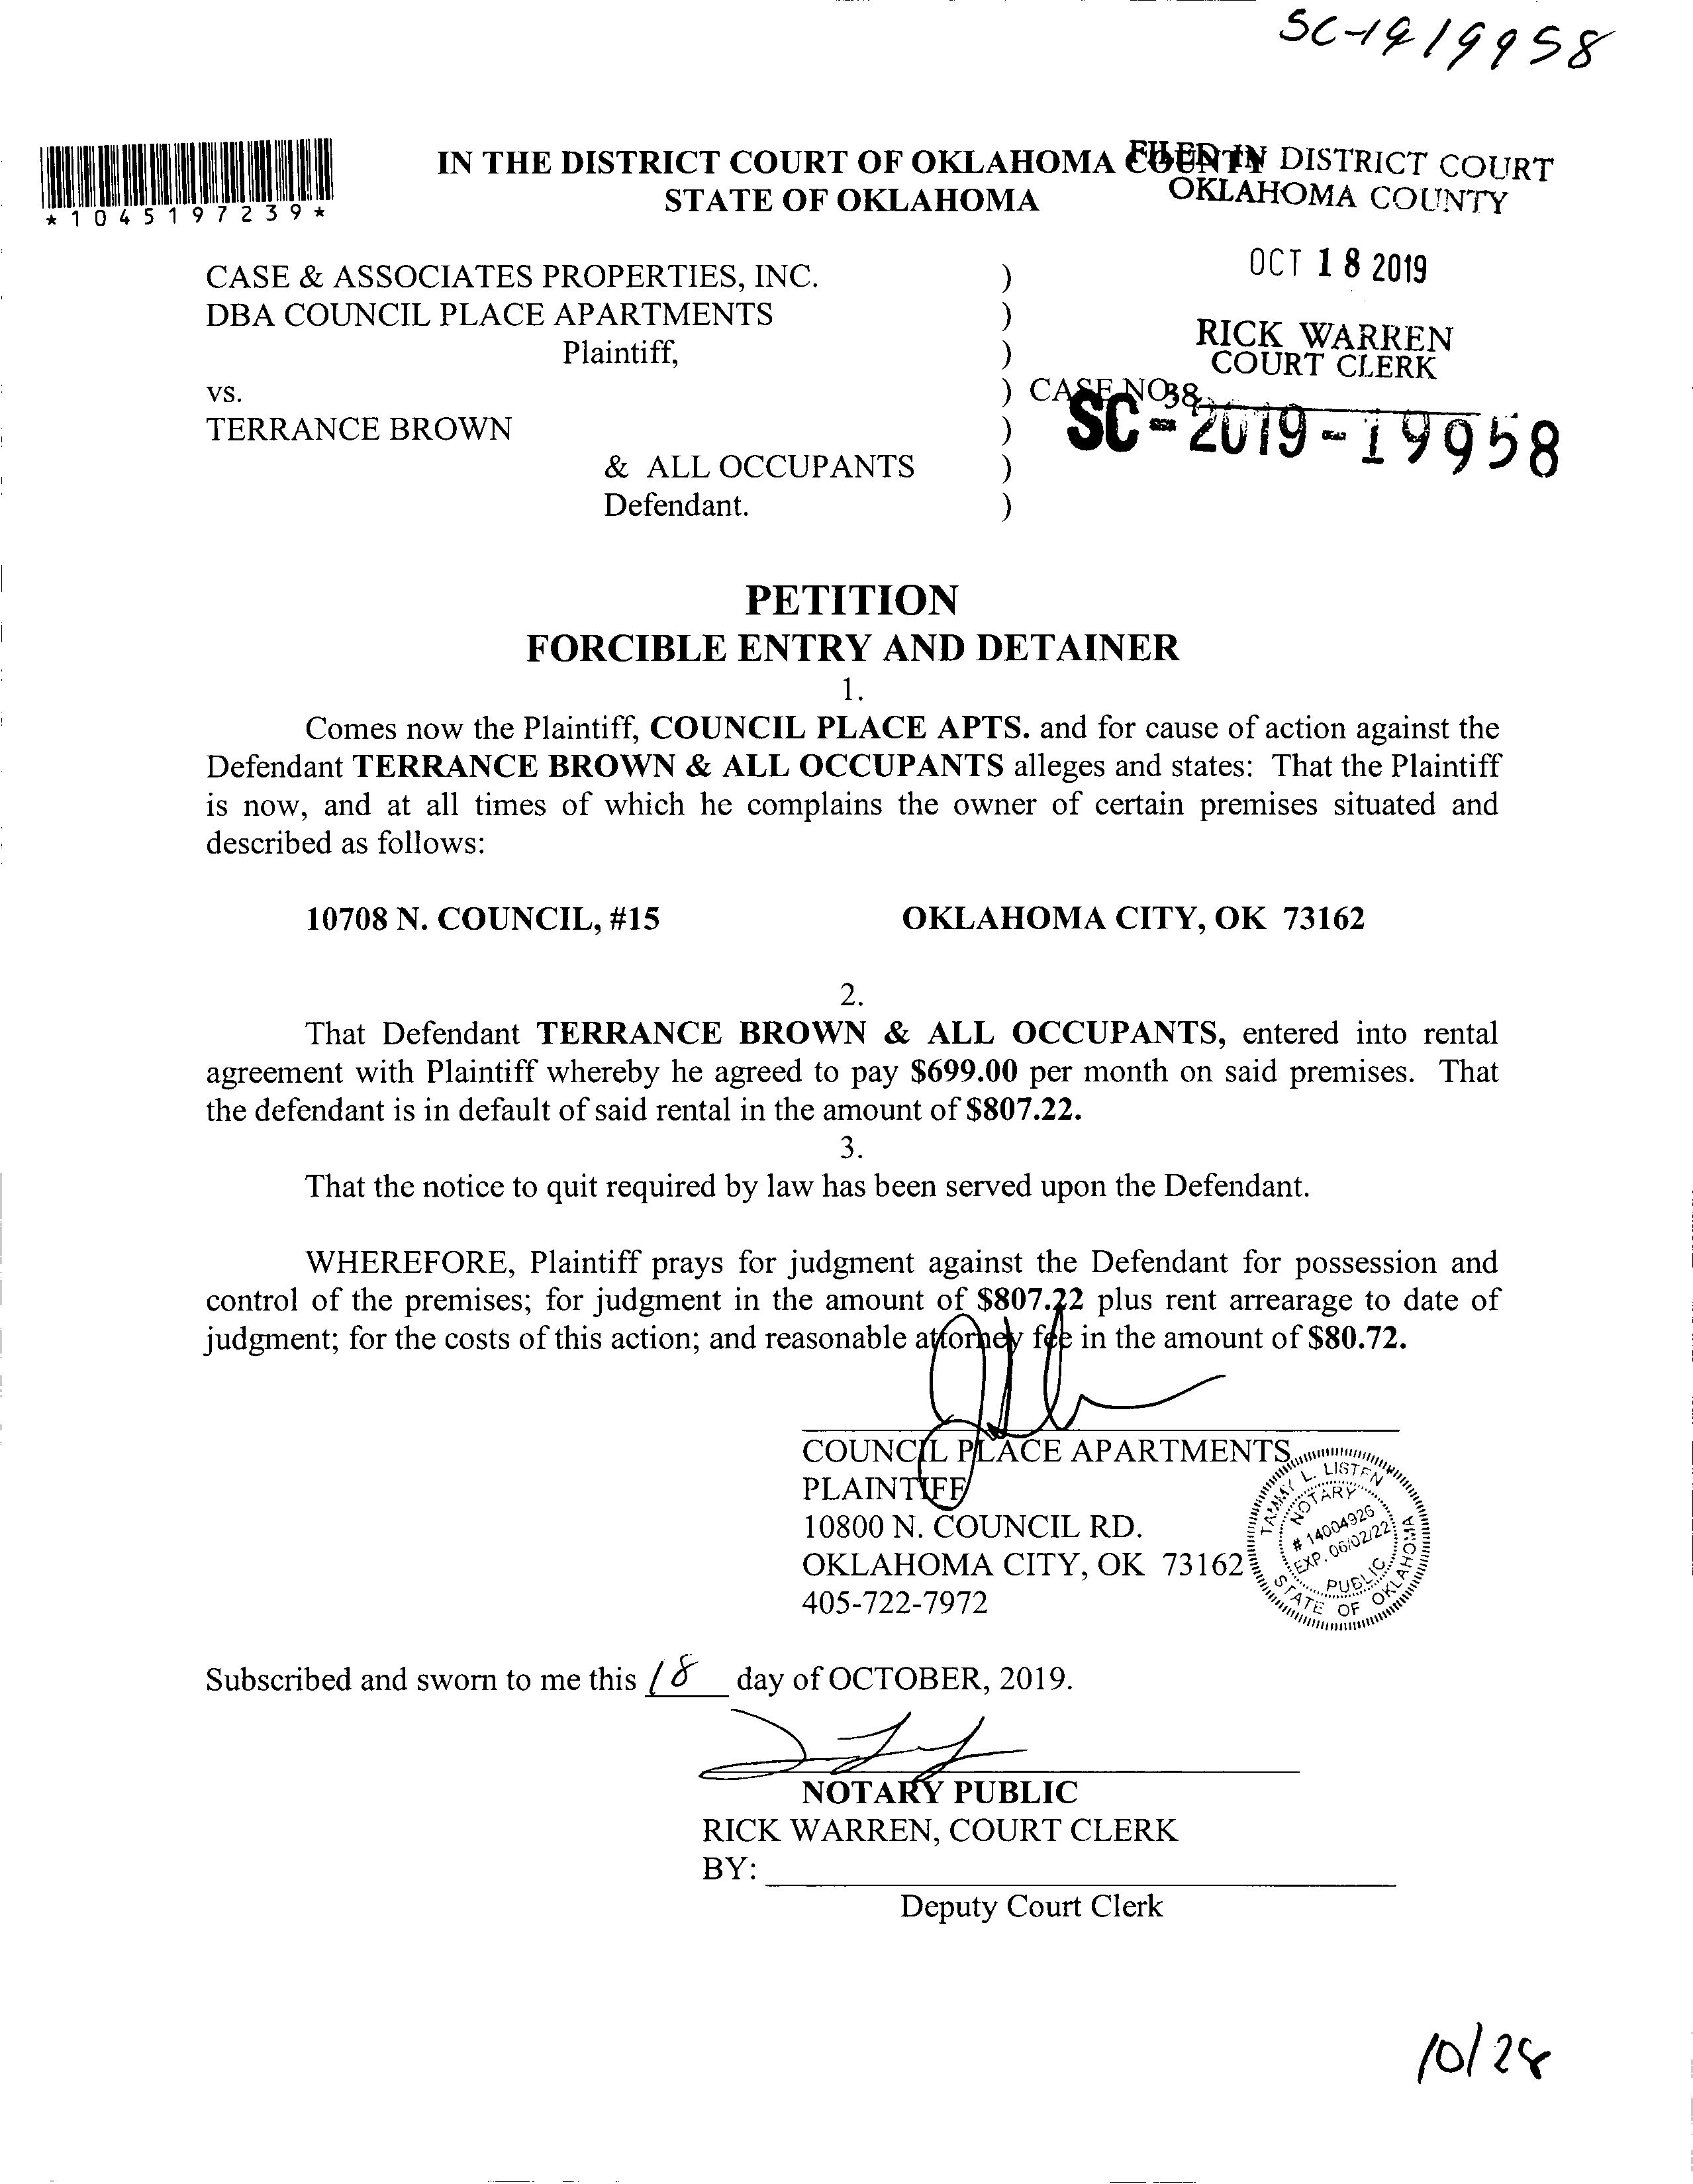 SC-19 19958
*1045197239*
IN THE DISTRICT COURT OF OKLAHOMA COUNTY
STATE OF OKLAHOMA
FILED IN DISTRICT COURT
OKLAHOMA COUNTY
OCT 18 2019
RICK WARREN
COURT CLERK
38
CASE & ASSOCIATES PROPERTIES, INC. )
DBA COUNCIL PLACE APARTMENTS )
Plaintiff, )
vs. ) CASE NO.
TERRANCE BROWN )
SC-2019-19958
& ALL OCCUPANTS )
Defendant. )
PETITION
FORCIBLE ENTRY AND DETAINER
1.
Comes now the Plaintiff, COUNCIL PLACE APTS. and for cause of action against the
Defendant TERRANCE BROWN & ALL OCCUPANTS alleges and states: That the Plaintiff
is now, and at all times of which he complains the owner of certain premises situated and
described as follows:
10708 N. COUNCIL, #15 OKLAHOMA CITY, OK 73162
2.
That Defendant TERRANCE BROWN & ALL OCCUPANTS, entered into rental
agreement with Plaintiff whereby he agreed to pay $699.00 per month on said premises. That
the defendant is in default of said rental in the amount of $807.22.
3.
That the notice to quit required by law has been served upon the Defendant.
WHEREFORE, Plaintiff prays for judgment against the Defendant for possession and
control of the premises; for judgment in the amount of $807.22 plus rent arrearage to date of
judgment; for the costs of this action; and reasonable attorney fee in the amount of $80.72.
COUNCIL PLACE APARTMENTS
PLAINTIFF
10800 N. COUNCIL RD.
OKLAHOMA CITY, OK 73162
405-722-7972
TAMMY L. LISTEN
NOTARY
# 14004926
EXP. 06/02/22
PUBLIC
STATE OF OKLAHOMA
Subscribed and sworn to me this 18 day of OCTOBER, 2019.
NOTARY PUBLIC
RICK WARREN, COURT CLERK
BY:
Deputy Court Clerk
10/28